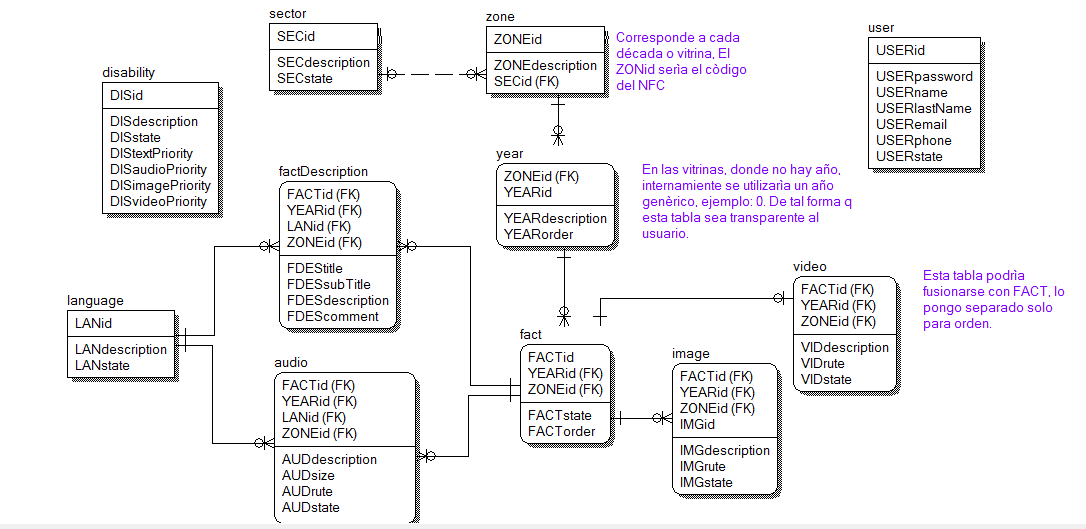 sector
SECid
SECdescription
SECstate
zone
ZONEid
ZONEdescription
SECid (FK)
Corresponde a cada
década o vitrina, El
ZONid serìa el còdigo
del NFC
user
USERid
USERpassword
USERname
USERlastName
USERemail
USERphone
USERstate
disability
DISid
DISdescription
DISstate
DIStextPriority
DISaudioPriority
DISimagePriority
DISvideoPriority
year
ZONEid (FK)
YEARid
YEARdescription
YEARorder
En las vitrinas, donde no hay año,
internamiente se utilizarìa un año
genèrico, ejemplo: 0. De tal forma q
esta tabla sea transparente al
usuario.
factDescription
FACTid (FK)
YEARid (FK)
LANid (FK)
ZONEid (FK)
FDEStitle
FDESsubTitle
FDESdescription
FDEScomment
language
LANid
LANdescription
LANstate
video
FACTid (FK)
YEARid (FK)
ZONEid (FK)
VIDdescription
VIDrute
VIDstate
Esta tabla podrìa
fusionarse con FACT, lo
pongo separado solo
para orden.
fact
FACTid
YEARid (FK)
ZONEid (FK)
FACTstate
FACTorder
image
FACTid (FK)
YEARid (FK)
ZONEid (FK)
IMGid
IMGdescription
IMGrute
IMGstate
audio
FACTid (FK)
YEARid (FK)
LANid (FK)
ZONEid (FK)
AUDdescription
AUDsize
AUDrute
AUDstate